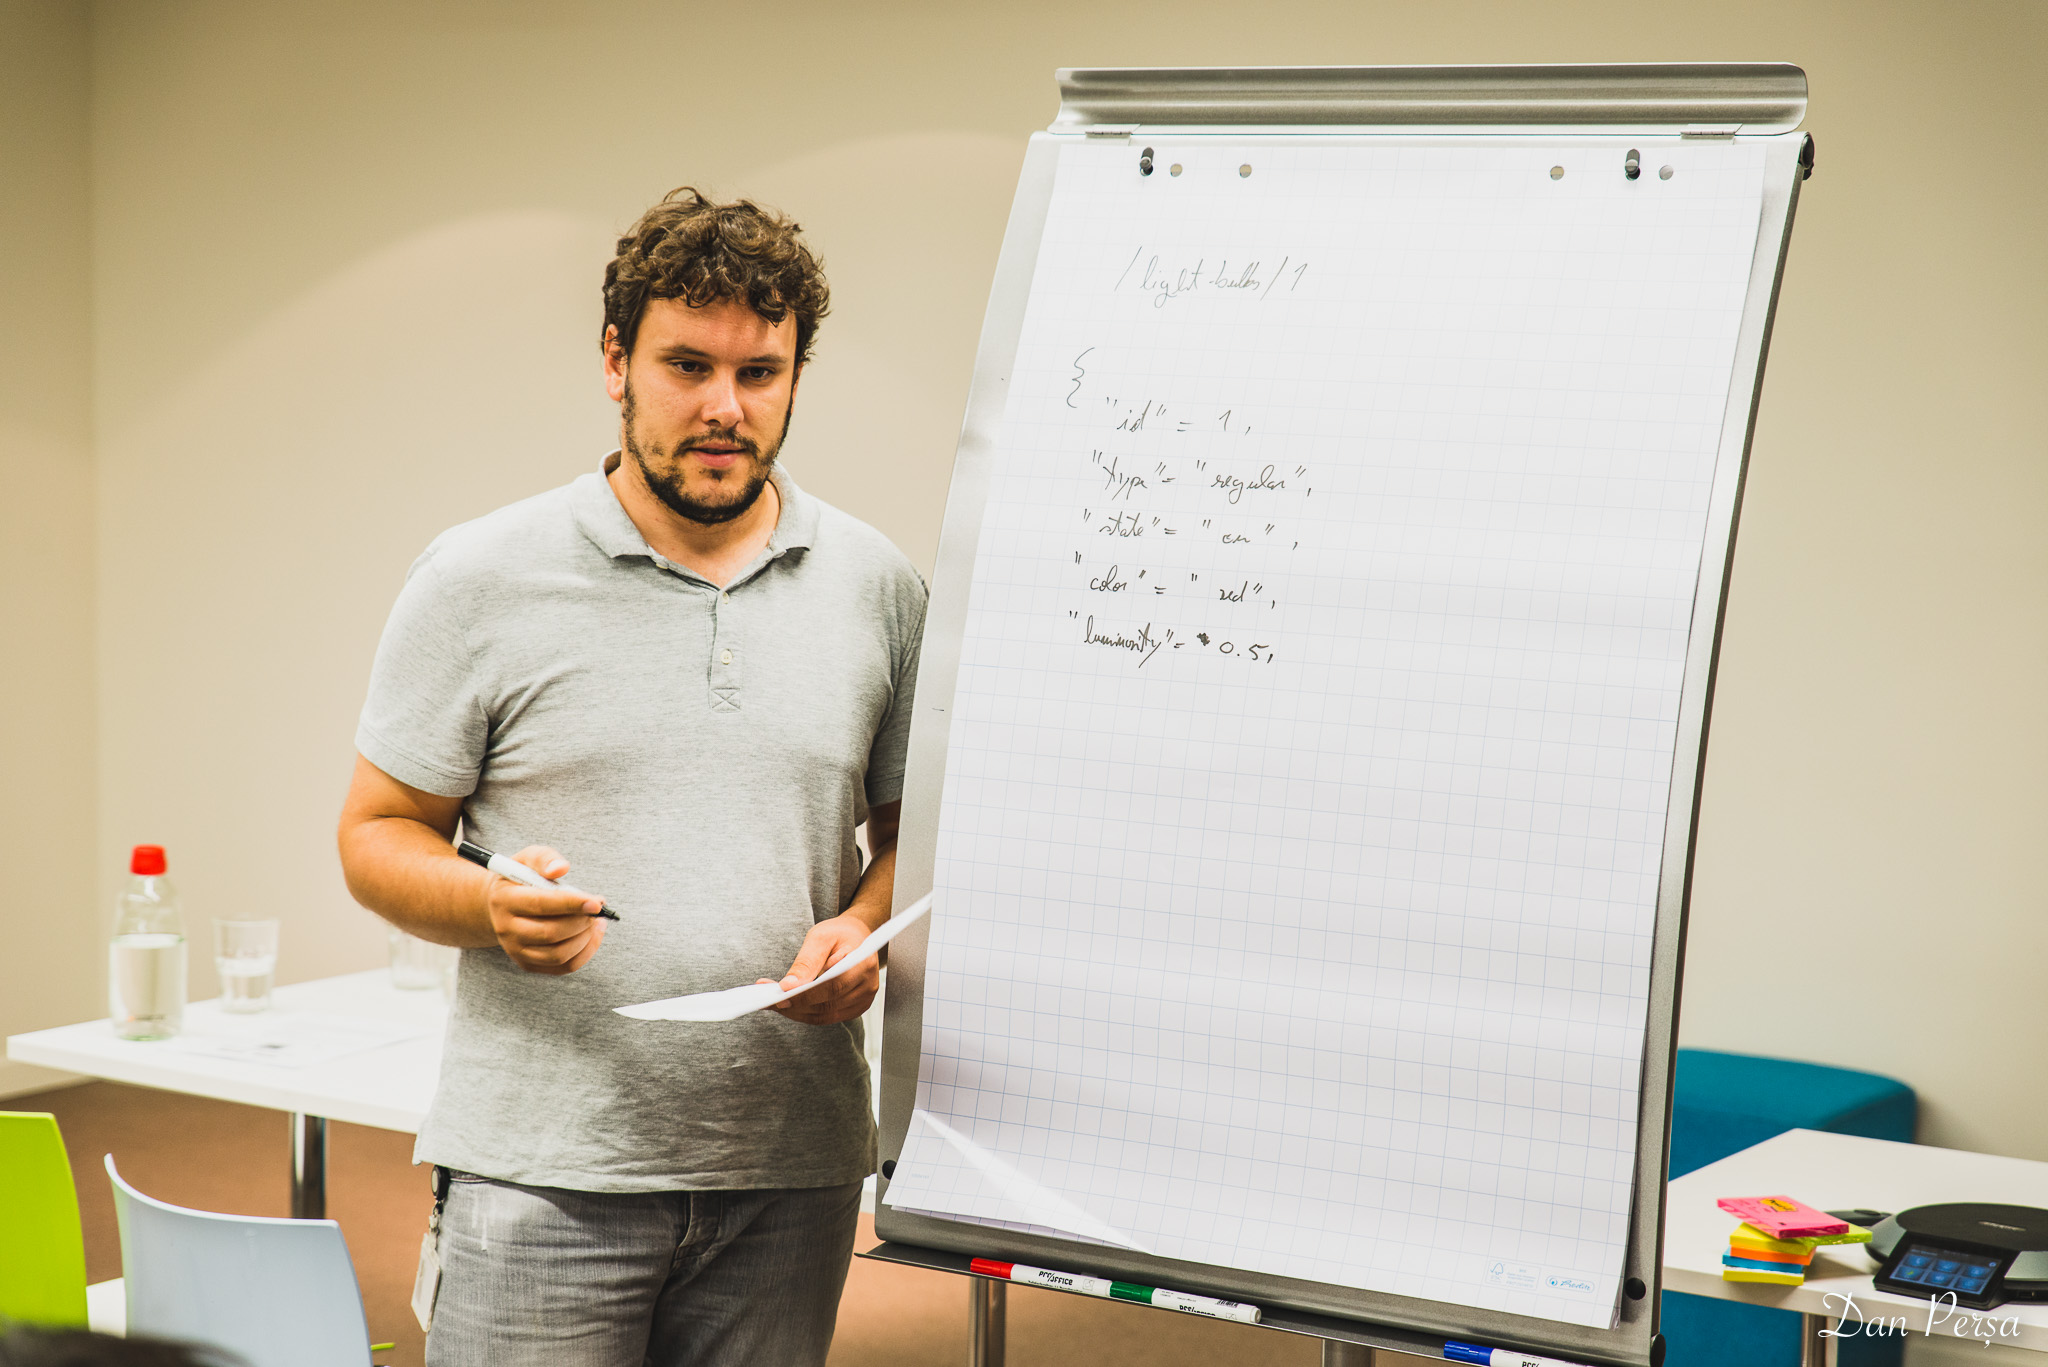 /light-bulbs/1
{
"id" = 1,
"type" = "regular",
"state" = "on",
"color" = "red",
"luminosity" = 0.5,
Dan Perșa